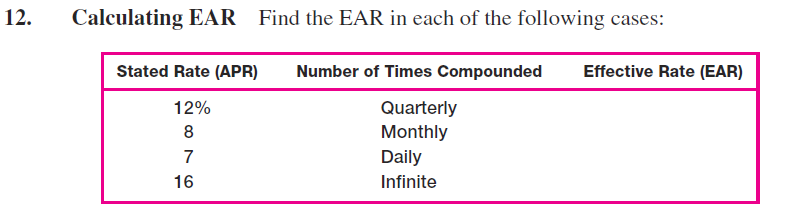 12. Calculating EAR Find the EAR in each of the following cases:
Stated Rate (APR) Number of Times Compounded Effective Rate (EAR)
12% Quarterly
8 Monthly
7 Daily
16 Infinite